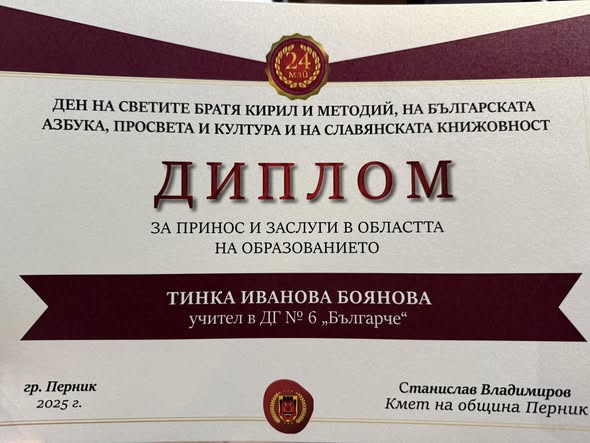 24
МАЙ
ДЕН НА СВЕТИТЕ БРАТЯ КИРИЛ И МЕТОДИЙ, НА БЪЛГАРСКАТА
АЗБУКА, ПРОСВЕТА И КУЛТУРА И НА СЛАВЯНСКАТА КНИЖОВНОСТ
ДИПЛОМ
ЗА ПРИНОС И ЗАСЛУГИ В ОБЛАСТТА
НА ОБРАЗОВАНИЕТО
ТИНКА ИВАНОВА БОЯНОВА
учител в ДГ № 6 „Българче“
гр. Перник
2025 г.
Станислав Владимиров
Кмет на община Перник